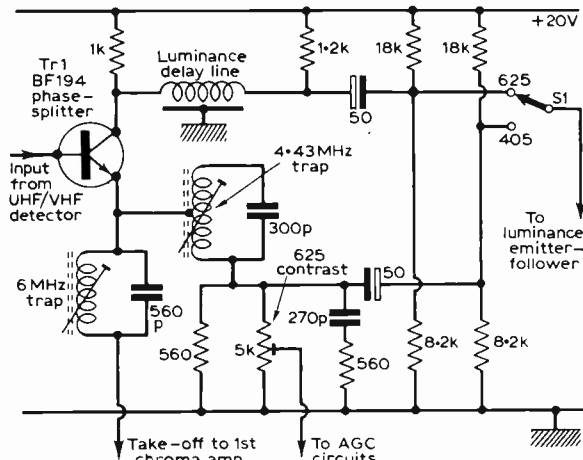 +20V
1k
Luminance
delay line
1·2k
18k
18k
Tr1
BF194
phase-
splitter
625
S1
50
405
Input
from
UHF/VHF
detector
4·43MHz
trap
300p
To
luminance
emitter-
follower
6MHz
trap
560
p
625
contrast
50
270p
560
5k
560
8·2k
8·2k
Take-off to 1st
chroma amp
To AGC
circuits